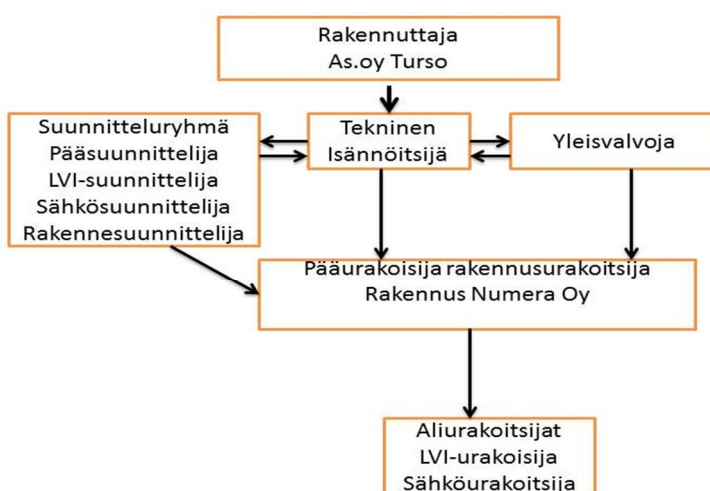 Rakennuttaja
As.oy Turso
Suunnitteluryhmä
Pääsuunnittelija
LVI-suunnittelija
Sähkösuunnittelija
Rakennesuunnittelija
Tekninen
Isännöitsijä
Yleisvalvoja
Pääurakoisija rakennusurakoitsija
Rakennus Numera Oy
Aliurakoitsijat
LVI-urakoisija
Sähköurakoitsija